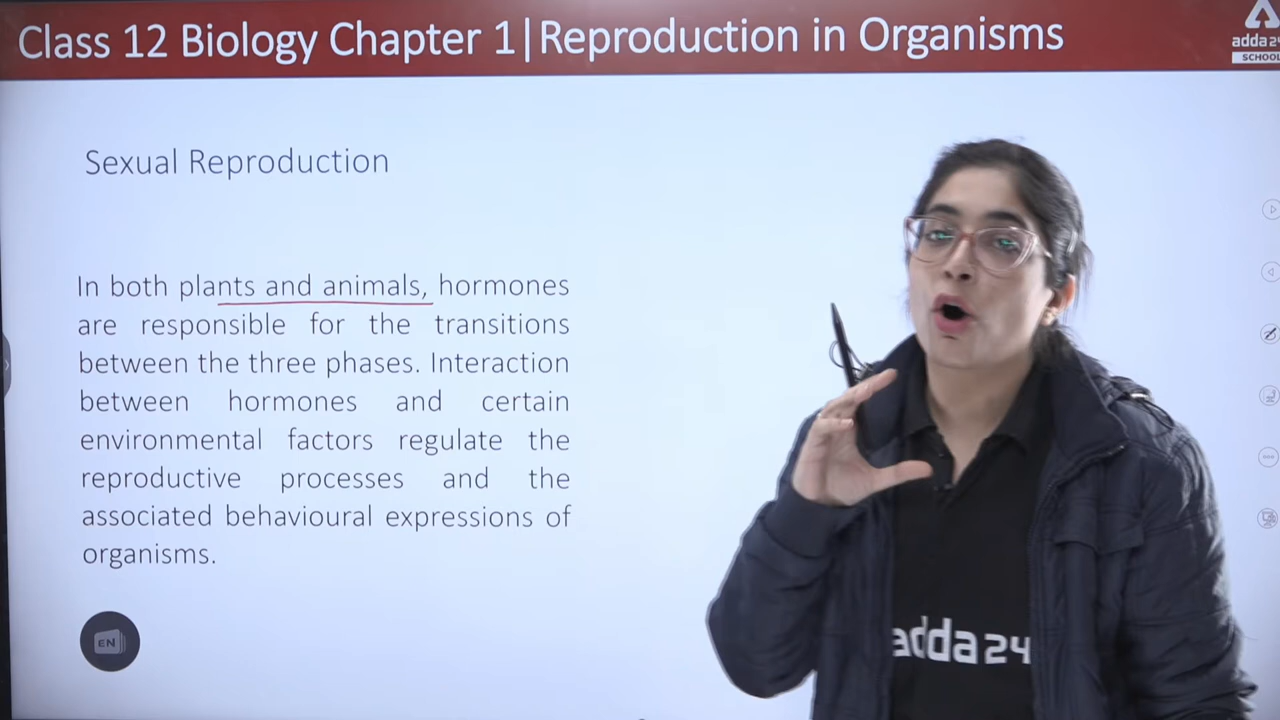 Class 12 Biology Chapter 1|Reproduction in Organisms
adda24
SCHOOL
Sexual Reproduction
In both plants and animals, hormones
are responsible for the transitions
between the three phases. Interaction
between hormones and certain
environmental factors regulate the
reproductive processes and the
associated behavioural expressions of
organisms.
EN
adda24